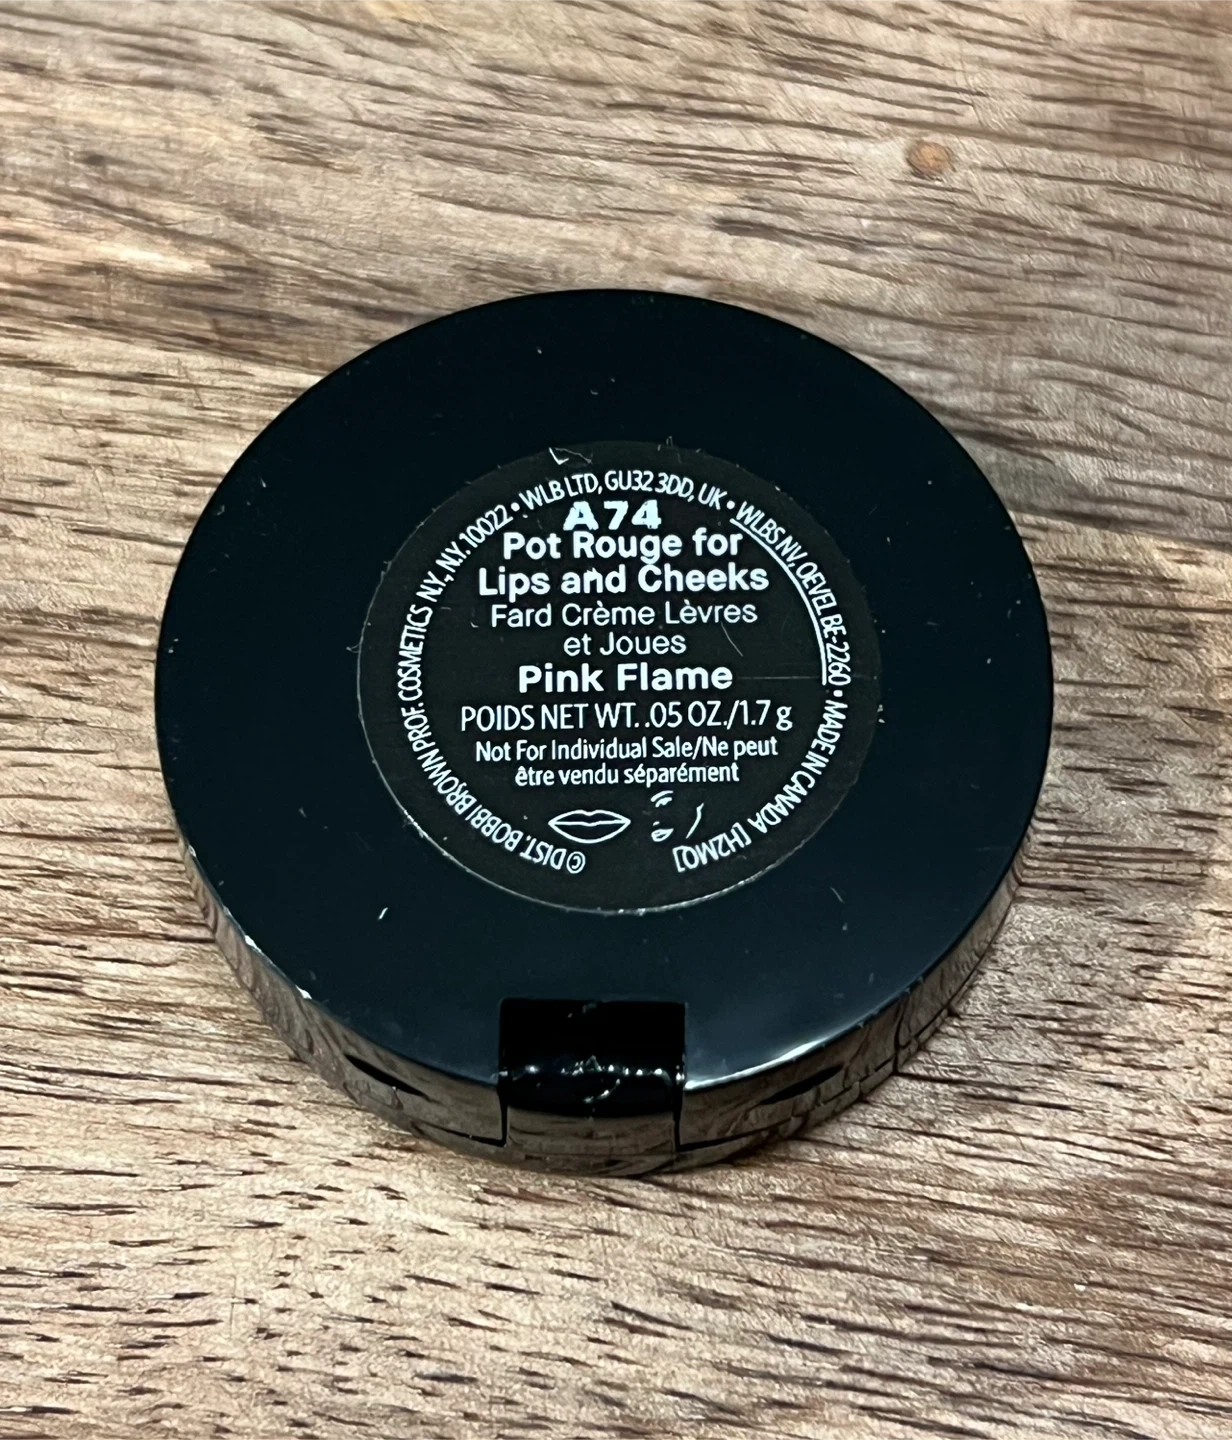 A74
Pot Rouge for
Lips and Cheeks
Fard Crème Lèvres
et Joues
Pink Flame
POIDS NET WT. .05 OZ./1.7 g
Not For Individual Sale/Ne peut
être vendu séparément
© DIST. BOBBI BROWN PROF. COSMETICS NY, N.Y. 10022 • WLB LTD, GU32 3DD, UK • WLBS NV, OEVEL BE-2260 • MADE IN CANADA [H2MQ]